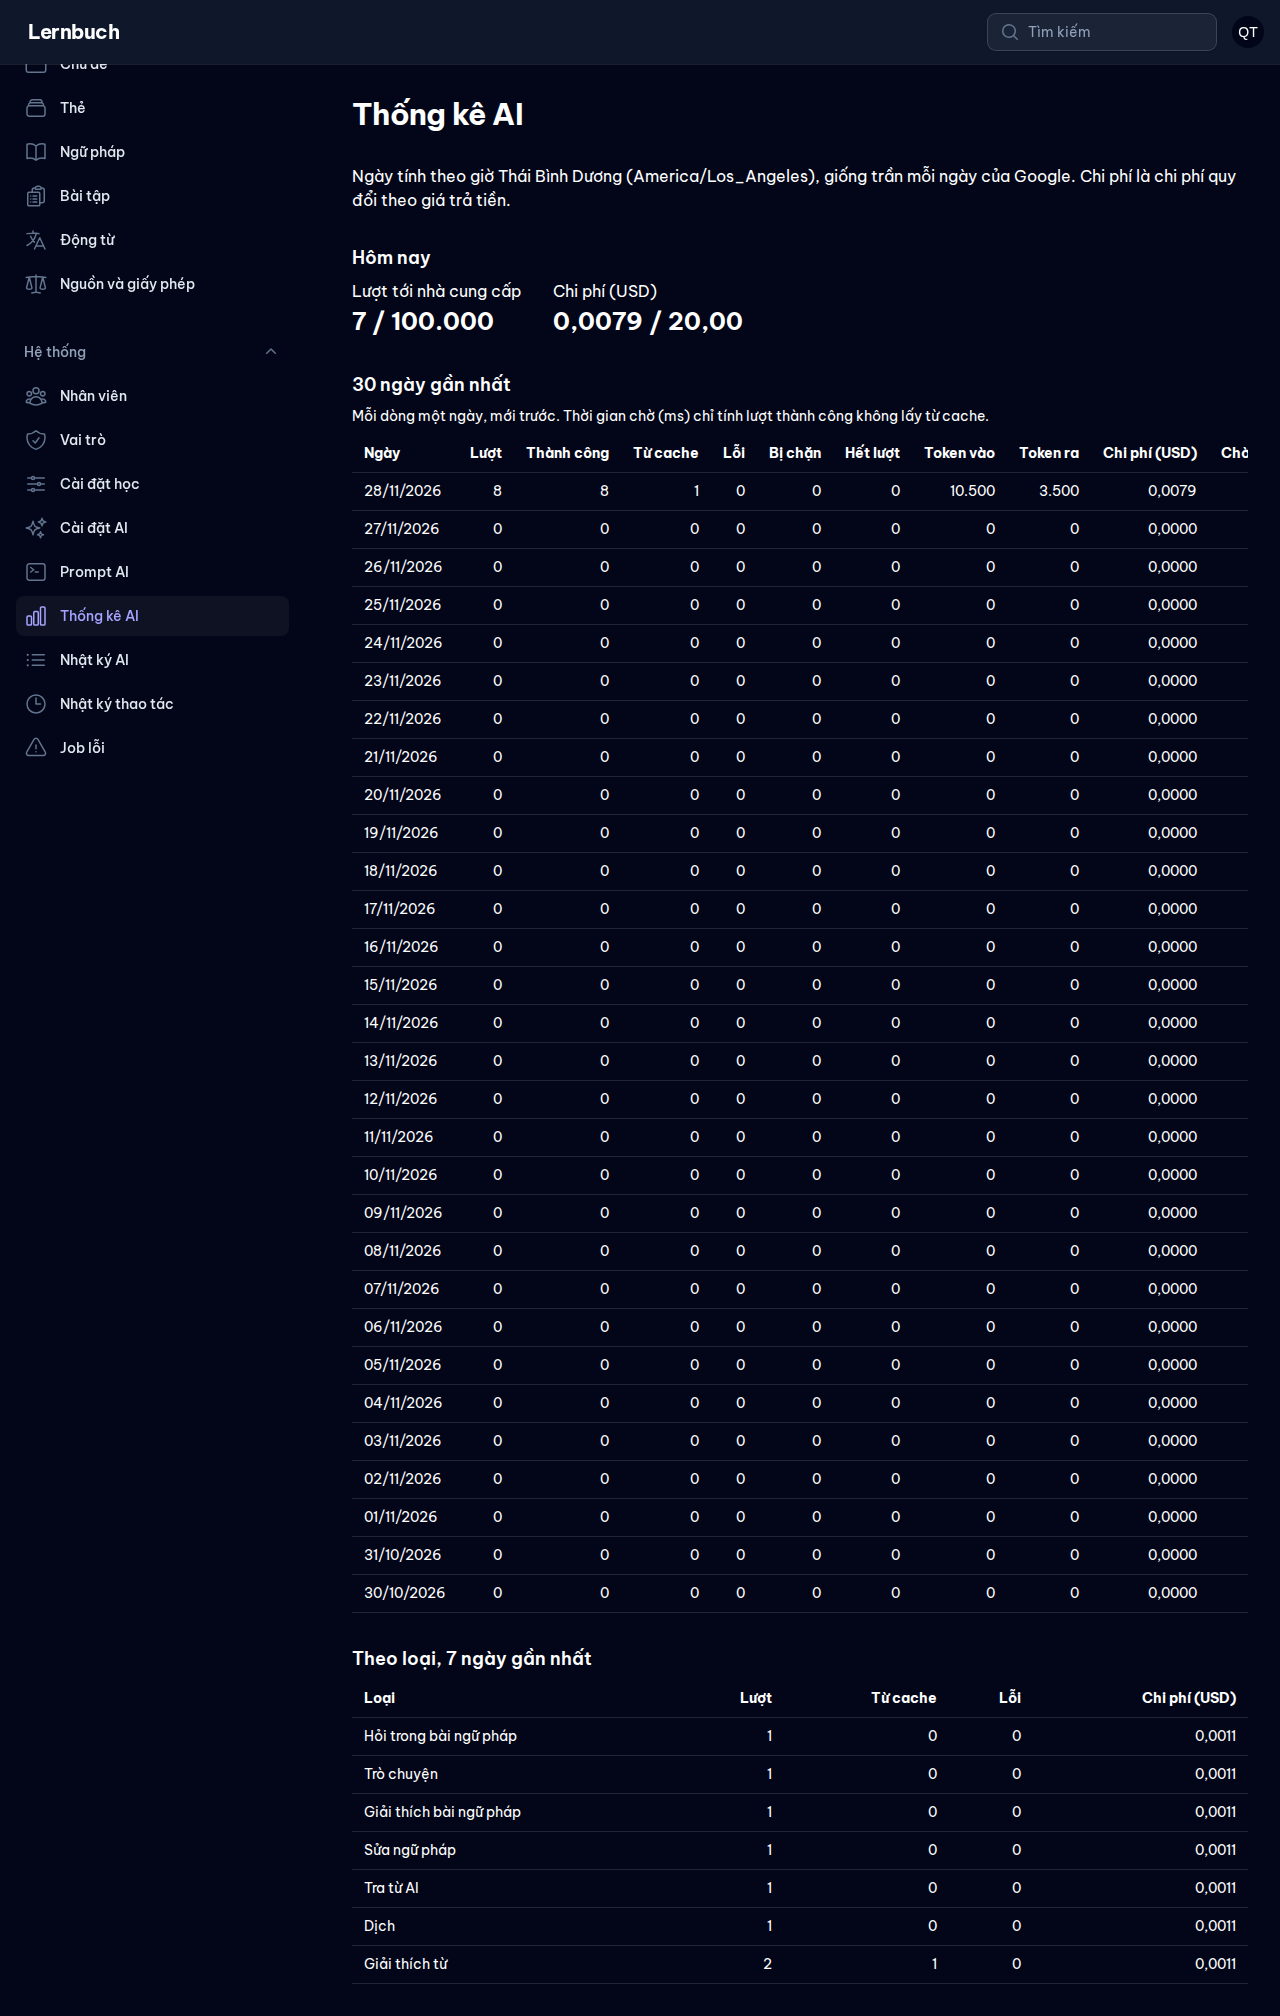 Lernbuch
Tìm kiếm
QT
Chủ đề
Thẻ
Ngữ pháp
Bài tập
Động từ
Nguồn và giấy phép
Hệ thống
Nhân viên
Vai trò
Cài đặt học
Cài đặt AI
Prompt AI
Thống kê AI
Nhật ký AI
Nhật ký thao tác
Job lỗi
Thống kê AI
Ngày tính theo giờ Thái Bình Dương (America/Los_Angeles), giống trần mỗi ngày của Google. Chi phí là chi phí quy
đổi theo giá trả tiền.
Hôm nay
Lượt tới nhà cung cấp Chi phí (USD)
7 / 100.000 0,0079 / 20,00
30 ngày gần nhất
Mỗi dòng một ngày, mới trước. Thời gian chờ (ms) chỉ tính lượt thành công không lấy từ cache.
Ngày Lượt Thành công Từ cache Lỗi Bị chặn Hết lượt Token vào Token ra Chi phí (USD)
28/11/2026 8 8 1 0 0 0 10.500 3.500 0,0079
27/11/2026 0 0 0 0 0 0 0 0 0,0000
26/11/2026 0 0 0 0 0 0 0 0 0,0000
25/11/2026 0 0 0 0 0 0 0 0 0,0000
24/11/2026 0 0 0 0 0 0 0 0 0,0000
23/11/2026 0 0 0 0 0 0 0 0 0,0000
22/11/2026 0 0 0 0 0 0 0 0 0,0000
21/11/2026 0 0 0 0 0 0 0 0 0,0000
20/11/2026 0 0 0 0 0 0 0 0 0,0000
19/11/2026 0 0 0 0 0 0 0 0 0,0000
18/11/2026 0 0 0 0 0 0 0 0 0,0000
17/11/2026 0 0 0 0 0 0 0 0 0,0000
16/11/2026 0 0 0 0 0 0 0 0 0,0000
15/11/2026 0 0 0 0 0 0 0 0 0,0000
14/11/2026 0 0 0 0 0 0 0 0 0,0000
13/11/2026 0 0 0 0 0 0 0 0 0,0000
12/11/2026 0 0 0 0 0 0 0 0 0,0000
11/11/2026 0 0 0 0 0 0 0 0 0,0000
10/11/2026 0 0 0 0 0 0 0 0 0,0000
09/11/2026 0 0 0 0 0 0 0 0 0,0000
08/11/2026 0 0 0 0 0 0 0 0 0,0000
07/11/2026 0 0 0 0 0 0 0 0 0,0000
06/11/2026 0 0 0 0 0 0 0 0 0,0000
05/11/2026 0 0 0 0 0 0 0 0 0,0000
04/11/2026 0 0 0 0 0 0 0 0 0,0000
03/11/2026 0 0 0 0 0 0 0 0 0,0000
02/11/2026 0 0 0 0 0 0 0 0 0,0000
01/11/2026 0 0 0 0 0 0 0 0 0,0000
31/10/2026 0 0 0 0 0 0 0 0 0,0000
30/10/2026 0 0 0 0 0 0 0 0 0,0000
Theo loại, 7 ngày gần nhất
Loại Lượt Từ cache Lỗi Chi phí (USD)
Hỏi trong bài ngữ pháp 1 0 0 0,0011
Trò chuyện 1 0 0 0,0011
Giải thích bài ngữ pháp 1 0 0 0,0011
Sửa ngữ pháp 1 0 0 0,0011
Tra từ AI 1 0 0 0,0011
Dịch 1 0 0 0,0011
Giải thích từ 2 1 0 0,0011